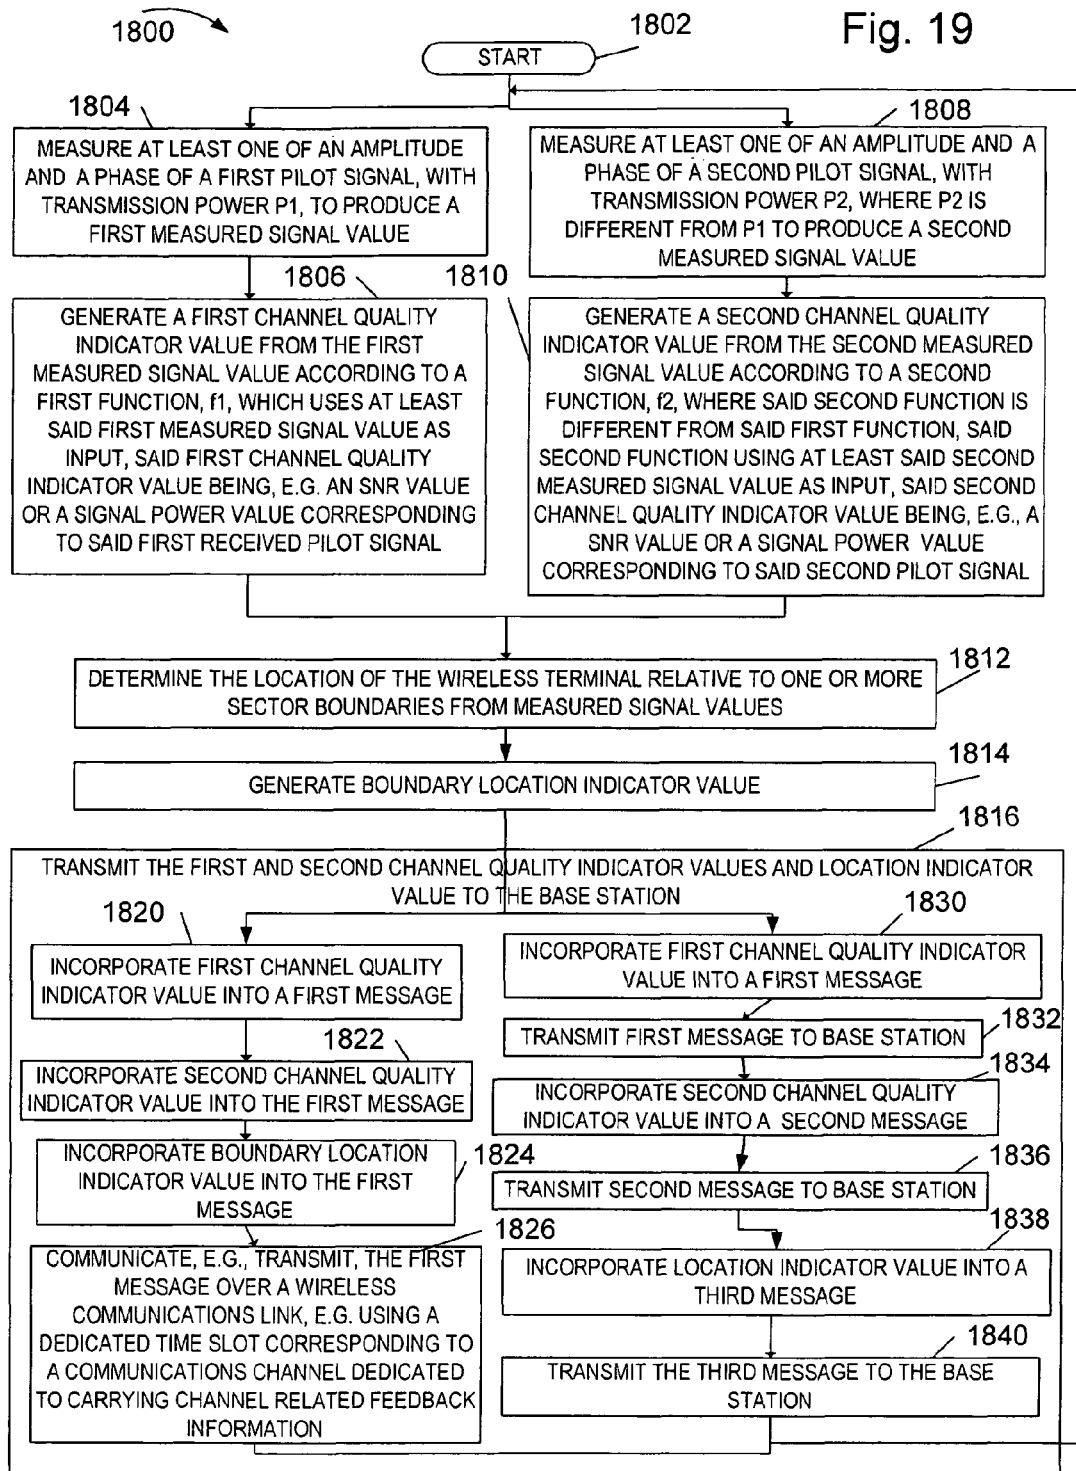 1800
1802
Fig. 19
START
1804
1808
MEASURE AT LEAST ONE OF AN AMPLITUDE
AND A PHASE OF A FIRST PILOT SIGNAL, WITH
TRANSMISSION POWER P1, TO PRODUCE A
FIRST MEASURED SIGNAL VALUE
MEASURE AT LEAST ONE OF AN AMPLITUDE AND A
PHASE OF A SECOND PILOT SIGNAL, WITH
TRANSMISSION POWER P2, WHERE P2 IS
DIFFERENT FROM P1 TO PRODUCE A SECOND
MEASURED SIGNAL VALUE
1806
1810
GENERATE A FIRST CHANNEL QUALITY
INDICATOR VALUE FROM THE FIRST
MEASURED SIGNAL VALUE ACCORDING TO A
FIRST FUNCTION, f1, WHICH USES AT LEAST
SAID FIRST MEASURED SIGNAL VALUE AS
INPUT, SAID FIRST CHANNEL QUALITY
INDICATOR VALUE BEING, E.G. AN SNR VALUE
OR A SIGNAL POWER VALUE CORRESPONDING
TO SAID FIRST RECEIVED PILOT SIGNAL
GENERATE A SECOND CHANNEL QUALITY
INDICATOR VALUE FROM THE SECOND MEASURED
SIGNAL VALUE ACCORDING TO A SECOND
FUNCTION, f2, WHERE SAID SECOND FUNCTION IS
DIFFERENT FROM SAID FIRST FUNCTION, SAID
SECOND FUNCTION USING AT LEAST SAID SECOND
MEASURED SIGNAL VALUE AS INPUT, SAID SECOND
CHANNEL QUALITY INDICATOR VALUE BEING, E.G., A
SNR VALUE OR A SIGNAL POWER VALUE
CORRESPONDING TO SAID SECOND PILOT SIGNAL
1812
DETERMINE THE LOCATION OF THE WIRELESS TERMINAL RELATIVE TO ONE OR MORE
SECTOR BOUNDARIES FROM MEASURED SIGNAL VALUES
1814
GENERATE BOUNDARY LOCATION INDICATOR VALUE
1816
TRANSMIT THE FIRST AND SECOND CHANNEL QUALITY INDICATOR VALUES AND LOCATION INDICATOR
VALUE TO THE BASE STATION
1820
1830
INCORPORATE FIRST CHANNEL QUALITY
INDICATOR VALUE INTO A FIRST MESSAGE
INCORPORATE FIRST CHANNEL QUALITY INDICATOR
VALUE INTO A FIRST MESSAGE
1822
TRANSMIT FIRST MESSAGE TO BASE STATION
1832
INCORPORATE SECOND CHANNEL QUALITY
INDICATOR VALUE INTO THE FIRST MESSAGE
1834
INCORPORATE SECOND CHANNEL QUALITY
INDICATOR VALUE INTO A SECOND MESSAGE
INCORPORATE BOUNDARY LOCATION
INDICATOR VALUE INTO THE FIRST
MESSAGE
1824
1836
TRANSMIT SECOND MESSAGE TO BASE STATION
1826
1838
COMMUNICATE, E.G., TRANSMIT, THE FIRST
MESSAGE OVER A WIRELESS
COMMUNICATIONS LINK, E.G. USING A
DEDICATED TIME SLOT CORRESPONDING TO
A COMMUNICATIONS CHANNEL DEDICATED
TO CARRYING CHANNEL RELATED FEEDBACK
INFORMATION
INCORPORATE LOCATION INDICATOR VALUE INTO A
THIRD MESSAGE
1840
TRANSMIT THE THIRD MESSAGE TO THE BASE
STATION